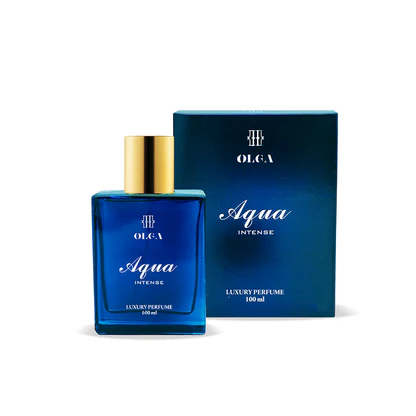 OLGA
Aqua
INTENSE
LUXURY PERFUME
100 ml
OLGA
Aqua
INTENSE
LUXURY PERFUME
100 ml